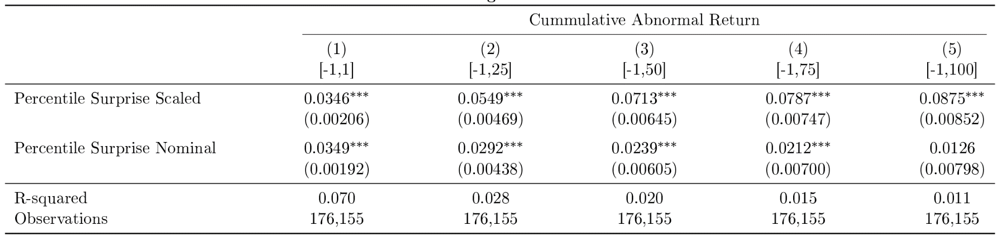 Cummulative Abnormal Return
(1) (2) (3) (4) (5)
[-1,1] [-1,25] [-1,50] [-1,75] [-1,100]
Percentile Surprise Scaled 0.0346*** 0.0549*** 0.0713*** 0.0787*** 0.0875***
(0.00206) (0.00469) (0.00645) (0.00747) (0.00852)
Percentile Surprise Nominal 0.0349*** 0.0292*** 0.0239*** 0.0212*** 0.0126
(0.00192) (0.00438) (0.00605) (0.00700) (0.00798)
R-squared 0.070 0.028 0.020 0.015 0.011
Observations 176,155 176,155 176,155 176,155 176,155